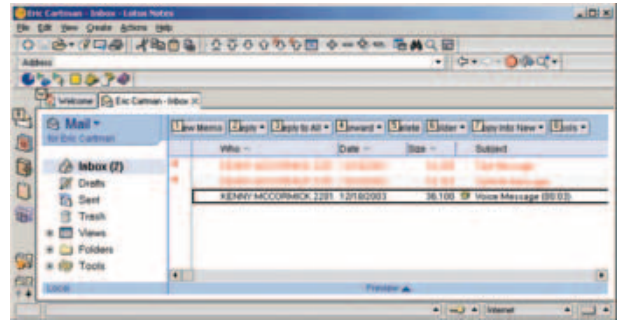 Eric Cartman - Inbox - Lotus Notes
File Edit View Create Actions Help
Address
Welcome Eric Cartman - Inbox
Mail
for Eric Cartman
New Memo Reply Reply to All Forward Delete Folder Copy Into New Tools
Who Date Size Subject
Inbox (2)
Drafts
Sent
KENNY MCCORMICK 2281 12/18/2003 36,100 Voice Message (00:03)
Trash
Views
Folders
Tools
Local
Preview
Internet